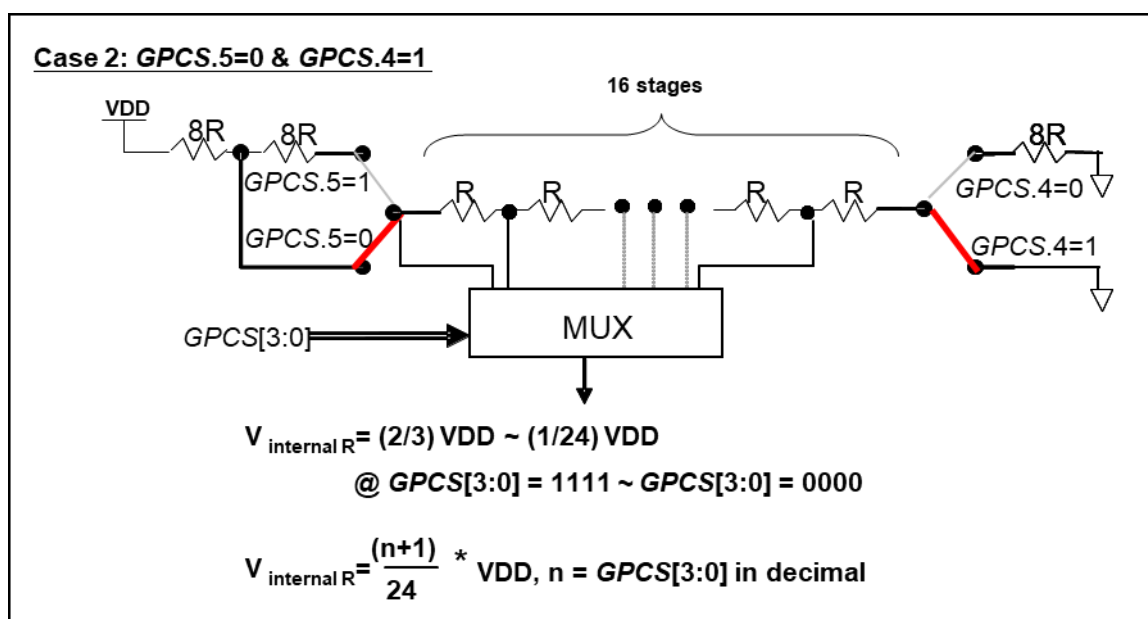 Case 2: GPCS.5=0 & GPCS.4=1
16 stages
VDD
8R
8R
8R
GPCS.5=1
R
R
R
R
GPCS.4=0
GPCS.5=0
GPCS.4=1
MUX
GPCS[3:0]
V internal R= (2/3) VDD ~ (1/24) VDD
@ GPCS[3:0] = 1111 ~ GPCS[3:0] = 0000
V internal R= (n+1)/24 * VDD, n = GPCS[3:0] in decimal